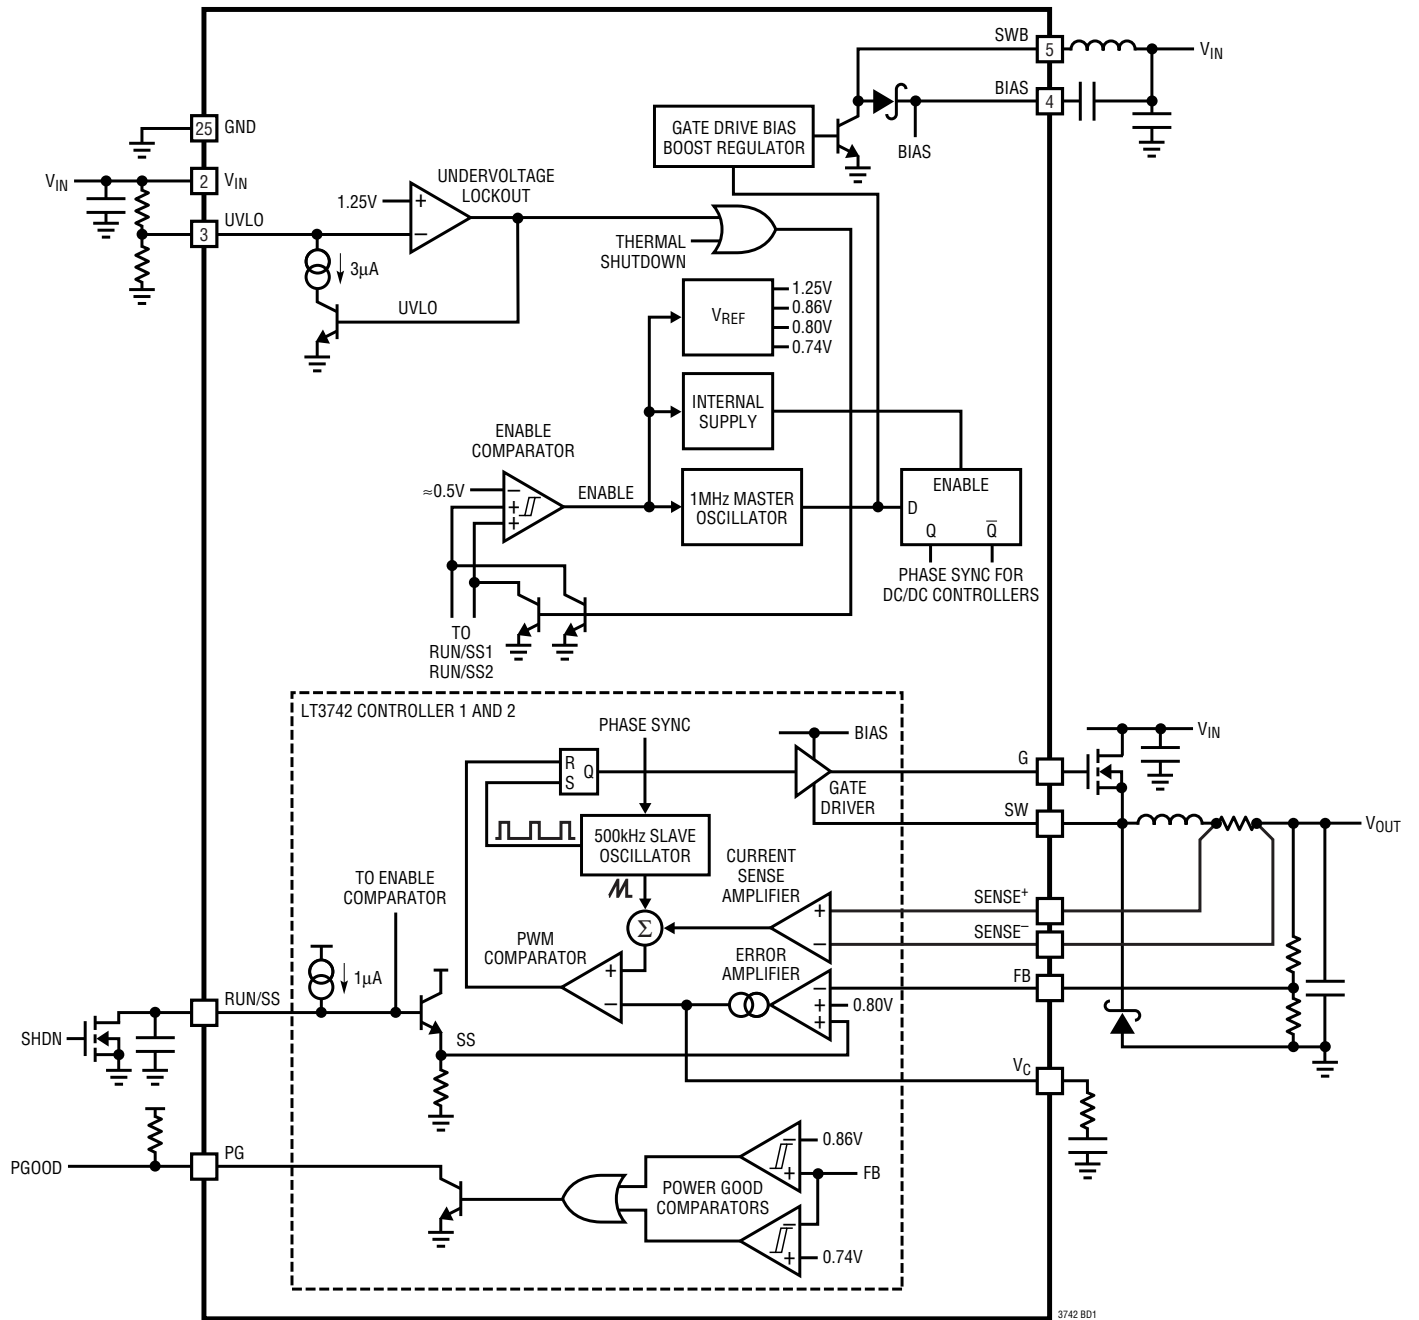 SWB
5
VIN
BIAS
4
25
GND
GATE DRIVE BIAS
BOOST REGULATOR
BIAS
VIN
2
VIN
UNDERVOLTAGE
LOCKOUT
1.25V
+
−
3
UVLO
3µA
UVLO
THERMAL
SHUTDOWN
VREF
1.25V
0.86V
0.80V
0.74V
INTERNAL
SUPPLY
ENABLE
COMPARATOR
≈0.5V
−
+
+
ENABLE
1MHz MASTER
OSCILLATOR
ENABLE
D
Q
Q̅
PHASE SYNC FOR
DC/DC CONTROLLERS
TO
RUN/SS1
RUN/SS2
LT3742 CONTROLLER 1 AND 2
PHASE SYNC
BIAS
VIN
R
S
Q
G
GATE
DRIVER
SW
VOUT
500kHz SLAVE
OSCILLATOR
CURRENT
SENSE
AMPLIFIER
TO ENABLE
COMPARATOR
SENSE+
+
Σ
−
SENSE−
PWM
COMPARATOR
ERROR
AMPLIFIER
+
−
−
+
+
0.80V
FB
1µA
RUN/SS
SHDN
SS
VC
PGOOD
PG
−
0.86V
+
FB
POWER GOOD
COMPARATORS
−
+
0.74V
3742 BD1